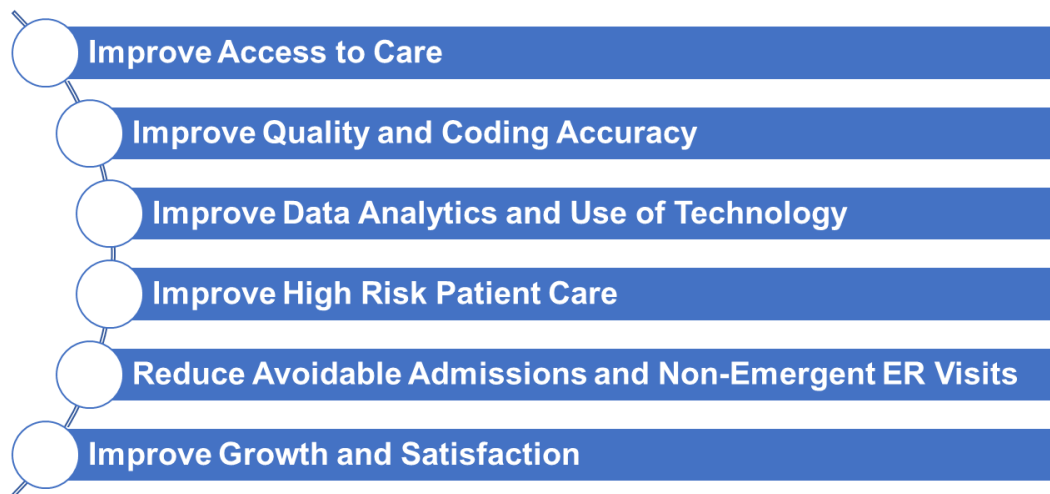 Improve Access to Care
Improve Quality and Coding Accuracy
Improve Data Analytics and Use of Technology
Improve High Risk Patient Care
Reduce Avoidable Admissions and Non-Emergent ER Visits
Improve Growth and Satisfaction